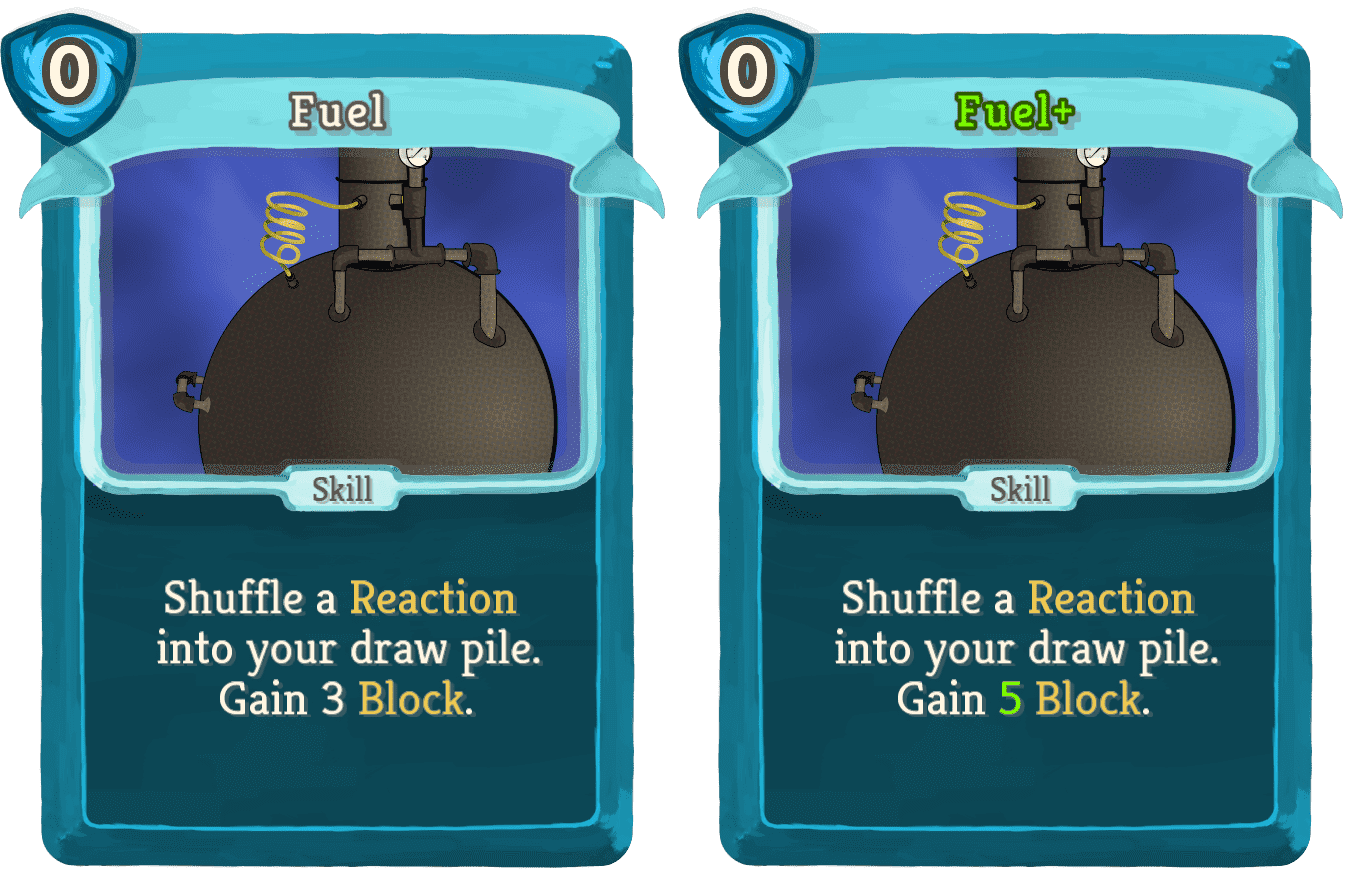 0
Fuel
Skill
Shuffle a Reaction
into your draw pile.
Gain 3 Block.
0
Fuel+
Skill
Shuffle a Reaction
into your draw pile.
Gain 5 Block.